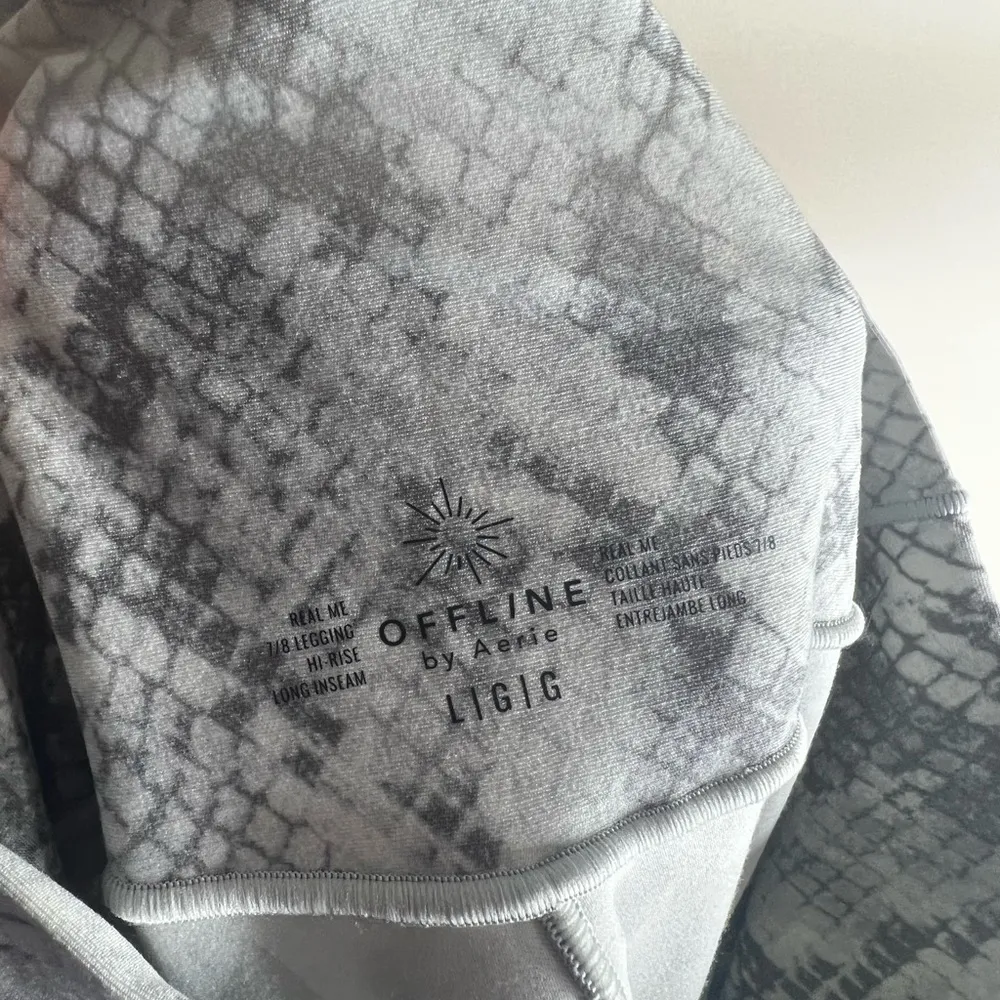 REAL ME
7/8 LEGGING
HI-RISE
LONG INSEAM
OFFL/NE
by Aerie
L|G|G
REAL ME
COLLANT SANS PIEDS 7/8
TAILLE HAUTE
ENTREJAMBE LONG